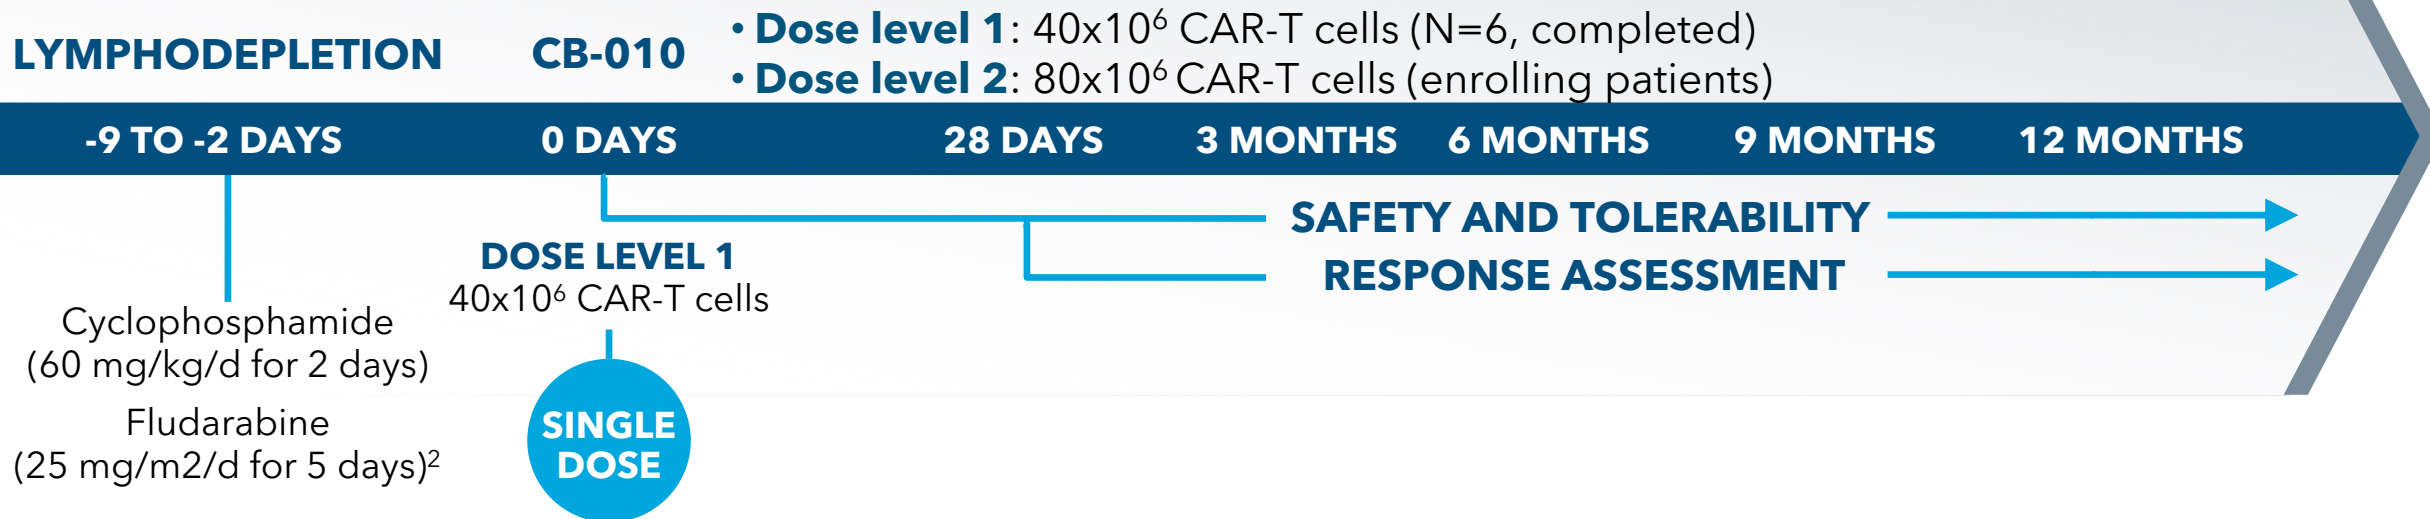 LYMPHODEPLETION
CB-010
• Dose level 1: 40x10⁶ CAR-T cells (N=6, completed)
• Dose level 2: 80x10⁶ CAR-T cells (enrolling patients)
-9 TO -2 DAYS
0 DAYS
28 DAYS
3 MONTHS
6 MONTHS
9 MONTHS
12 MONTHS
SAFETY AND TOLERABILITY
RESPONSE ASSESSMENT
DOSE LEVEL 1
40x10⁶ CAR-T cells
Cyclophosphamide
(60 mg/kg/d for 2 days)
Fludarabine
(25 mg/m2/d for 5 days)²
SINGLE
DOSE